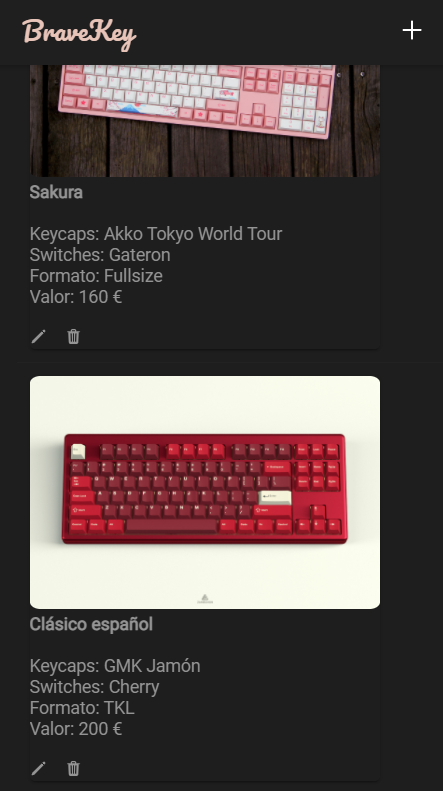 BraveKey
Sakura
Keycaps: Akko Tokyo World Tour
Switches: Gateron
Formato: Fullsize
Valor: 160 €
Clásico español
Keycaps: GMK Jamón
Switches: Cherry
Formato: TKL
Valor: 200 €